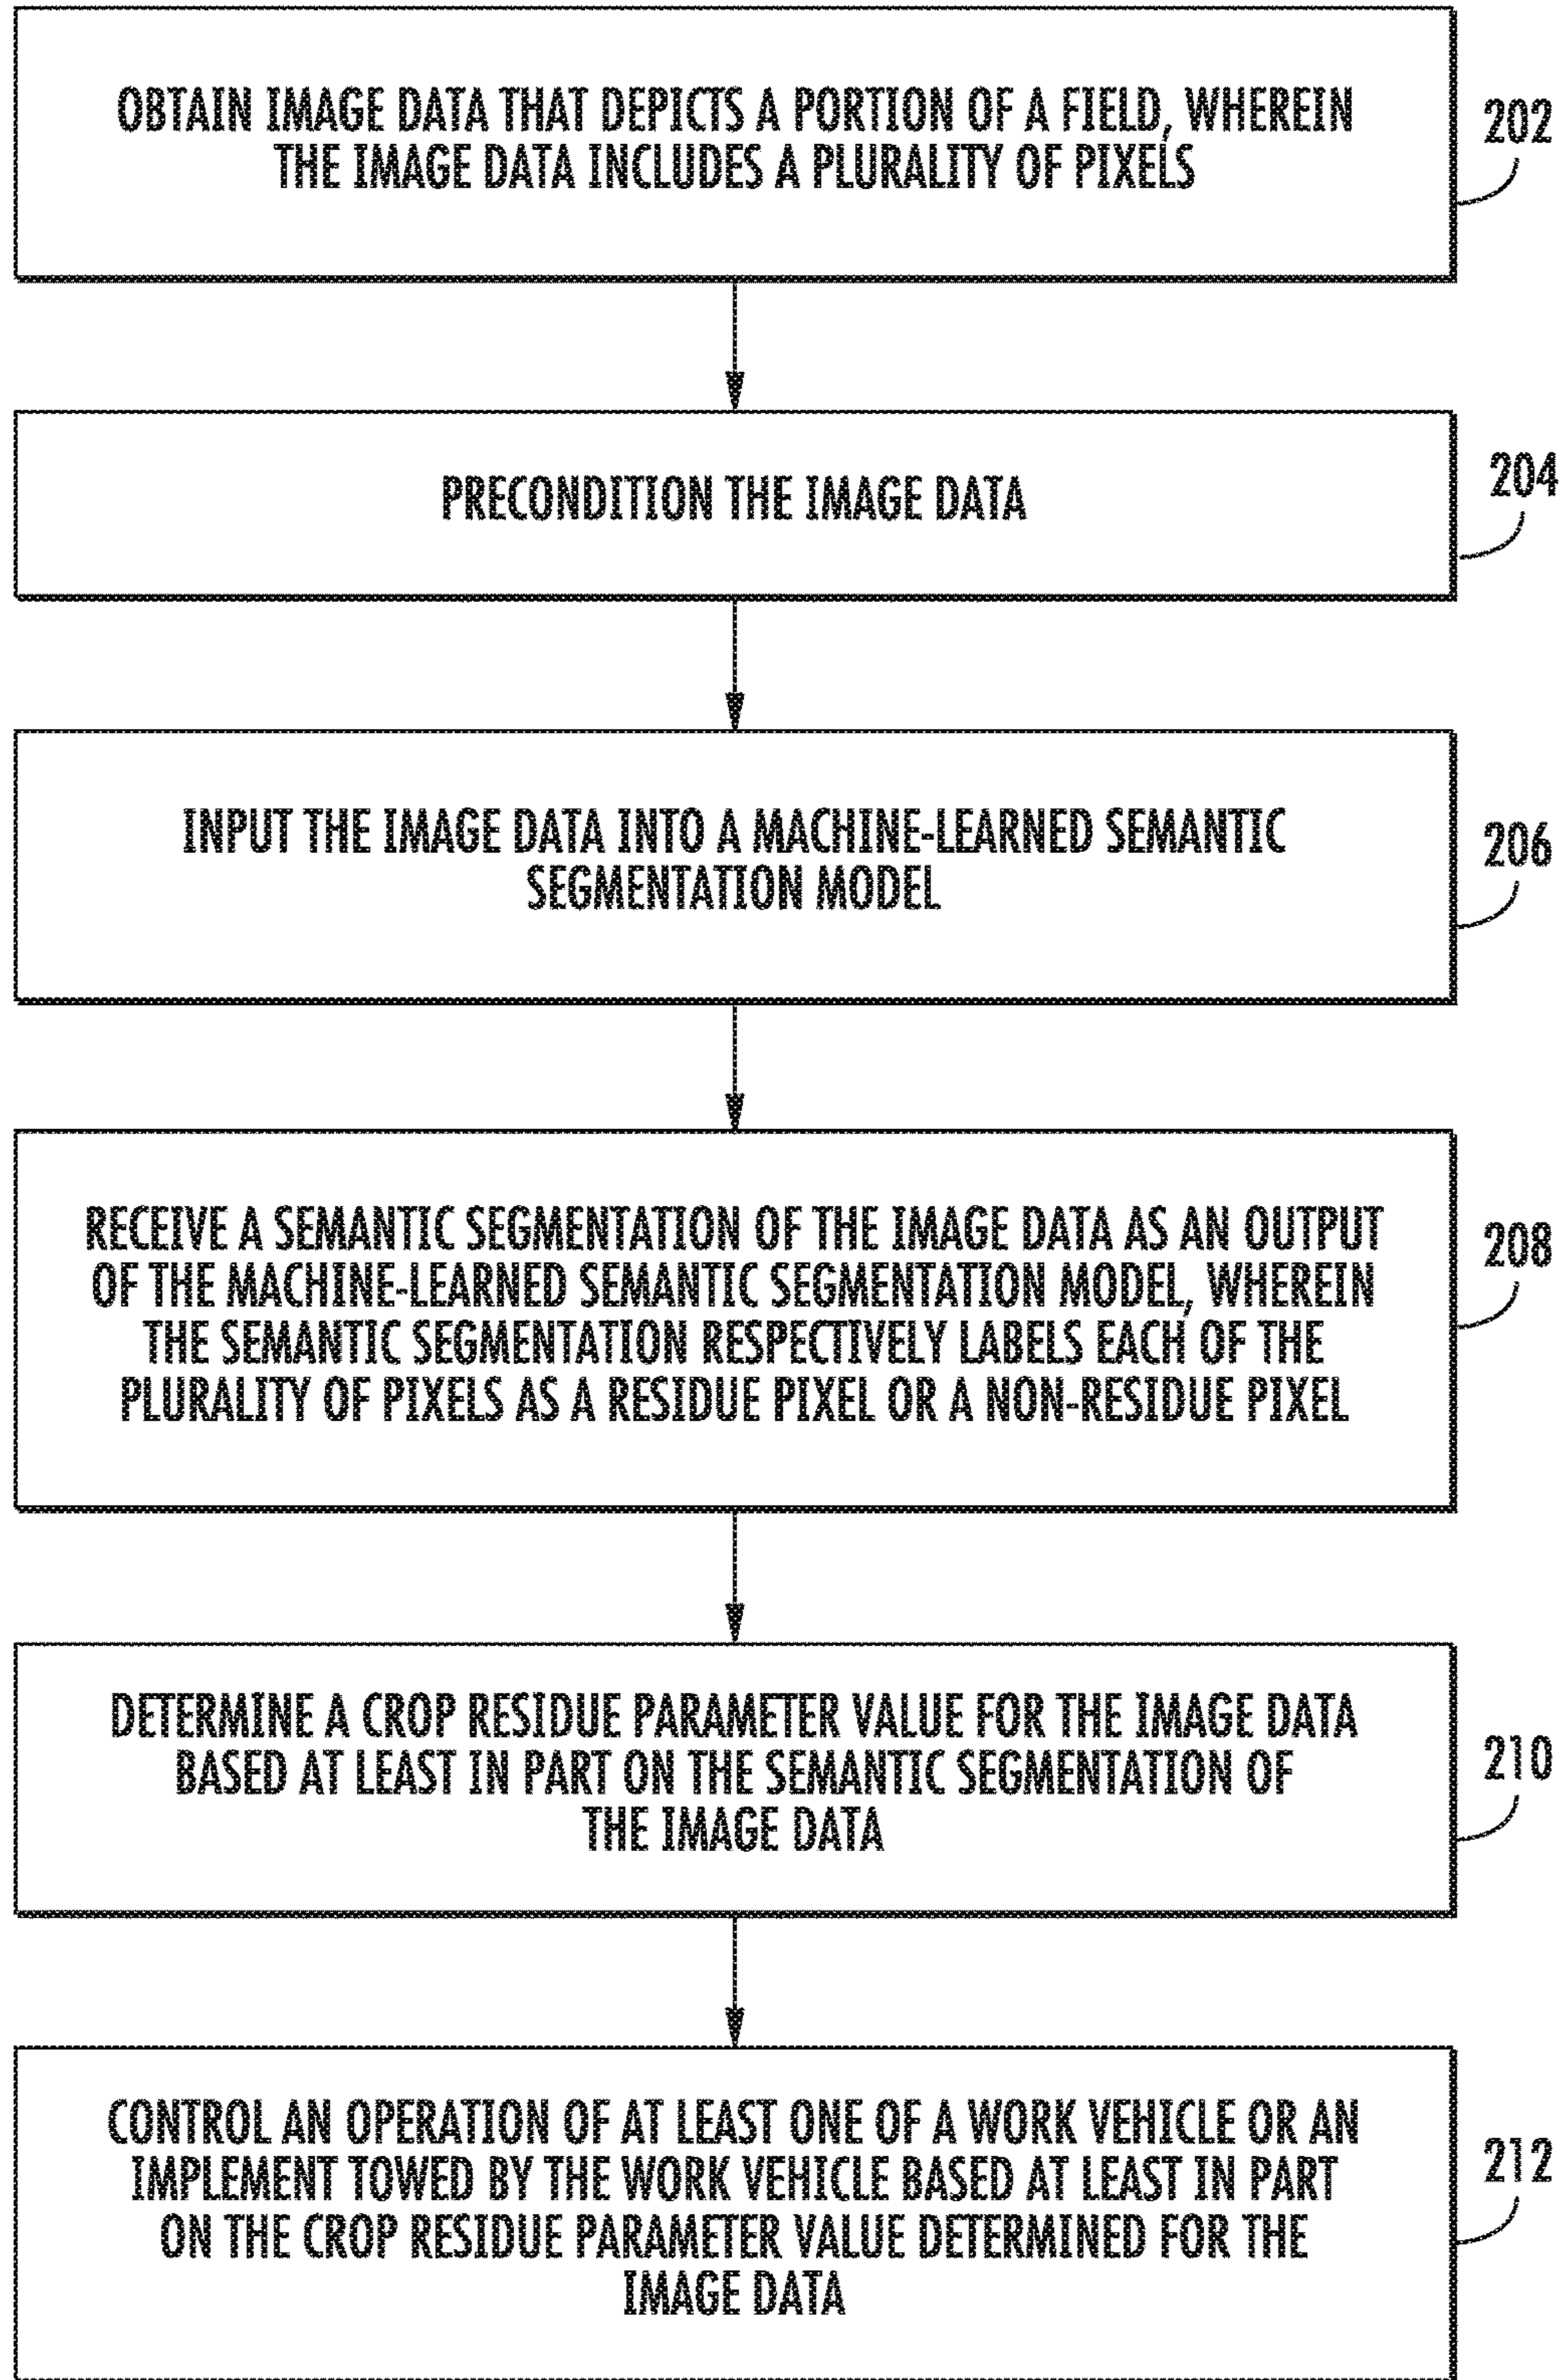 OBTAIN IMAGE DATA THAT DEPICTS A PORTION OF A FIELD, WHEREIN
THE IMAGE DATA INCLUDES A PLURALITY OF PIXELS
202
PRECONDITION THE IMAGE DATA
204
INPUT THE IMAGE DATA INTO A MACHINE-LEARNED SEMANTIC
SEGMENTATION MODEL
206
RECEIVE A SEMANTIC SEGMENTATION OF THE IMAGE DATA AS AN OUTPUT
OF THE MACHINE-LEARNED SEMANTIC SEGMENTATION MODEL, WHEREIN
THE SEMANTIC SEGMENTATION RESPECTIVELY LABELS EACH OF THE
PLURALITY OF PIXELS AS A RESIDUE PIXEL OR A NON-RESIDUE PIXEL
208
DETERMINE A CROP RESIDUE PARAMETER VALUE FOR THE IMAGE DATA
BASED AT LEAST IN PART ON THE SEMANTIC SEGMENTATION OF
THE IMAGE DATA
210
CONTROL AN OPERATION OF AT LEAST ONE OF A WORK VEHICLE OR AN
IMPLEMENT TOWED BY THE WORK VEHICLE BASED AT LEAST IN PART
ON THE CROP RESIDUE PARAMETER VALUE DETERMINED FOR THE
IMAGE DATA
212